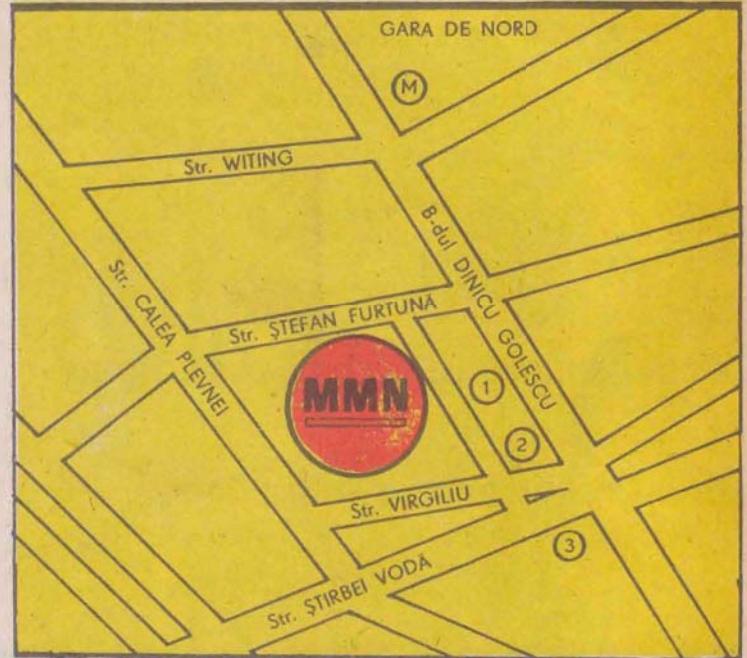 GARA DE NORD
M
Str. WITING
B-dul DINICU GOLESCU
Str. CALEA PLEVNEI
Str. ŞTEFAN FURTUNĂ
MMN
1
2
Str. VIRGILIU
3
Str. ŞTIRBEI VODĂ